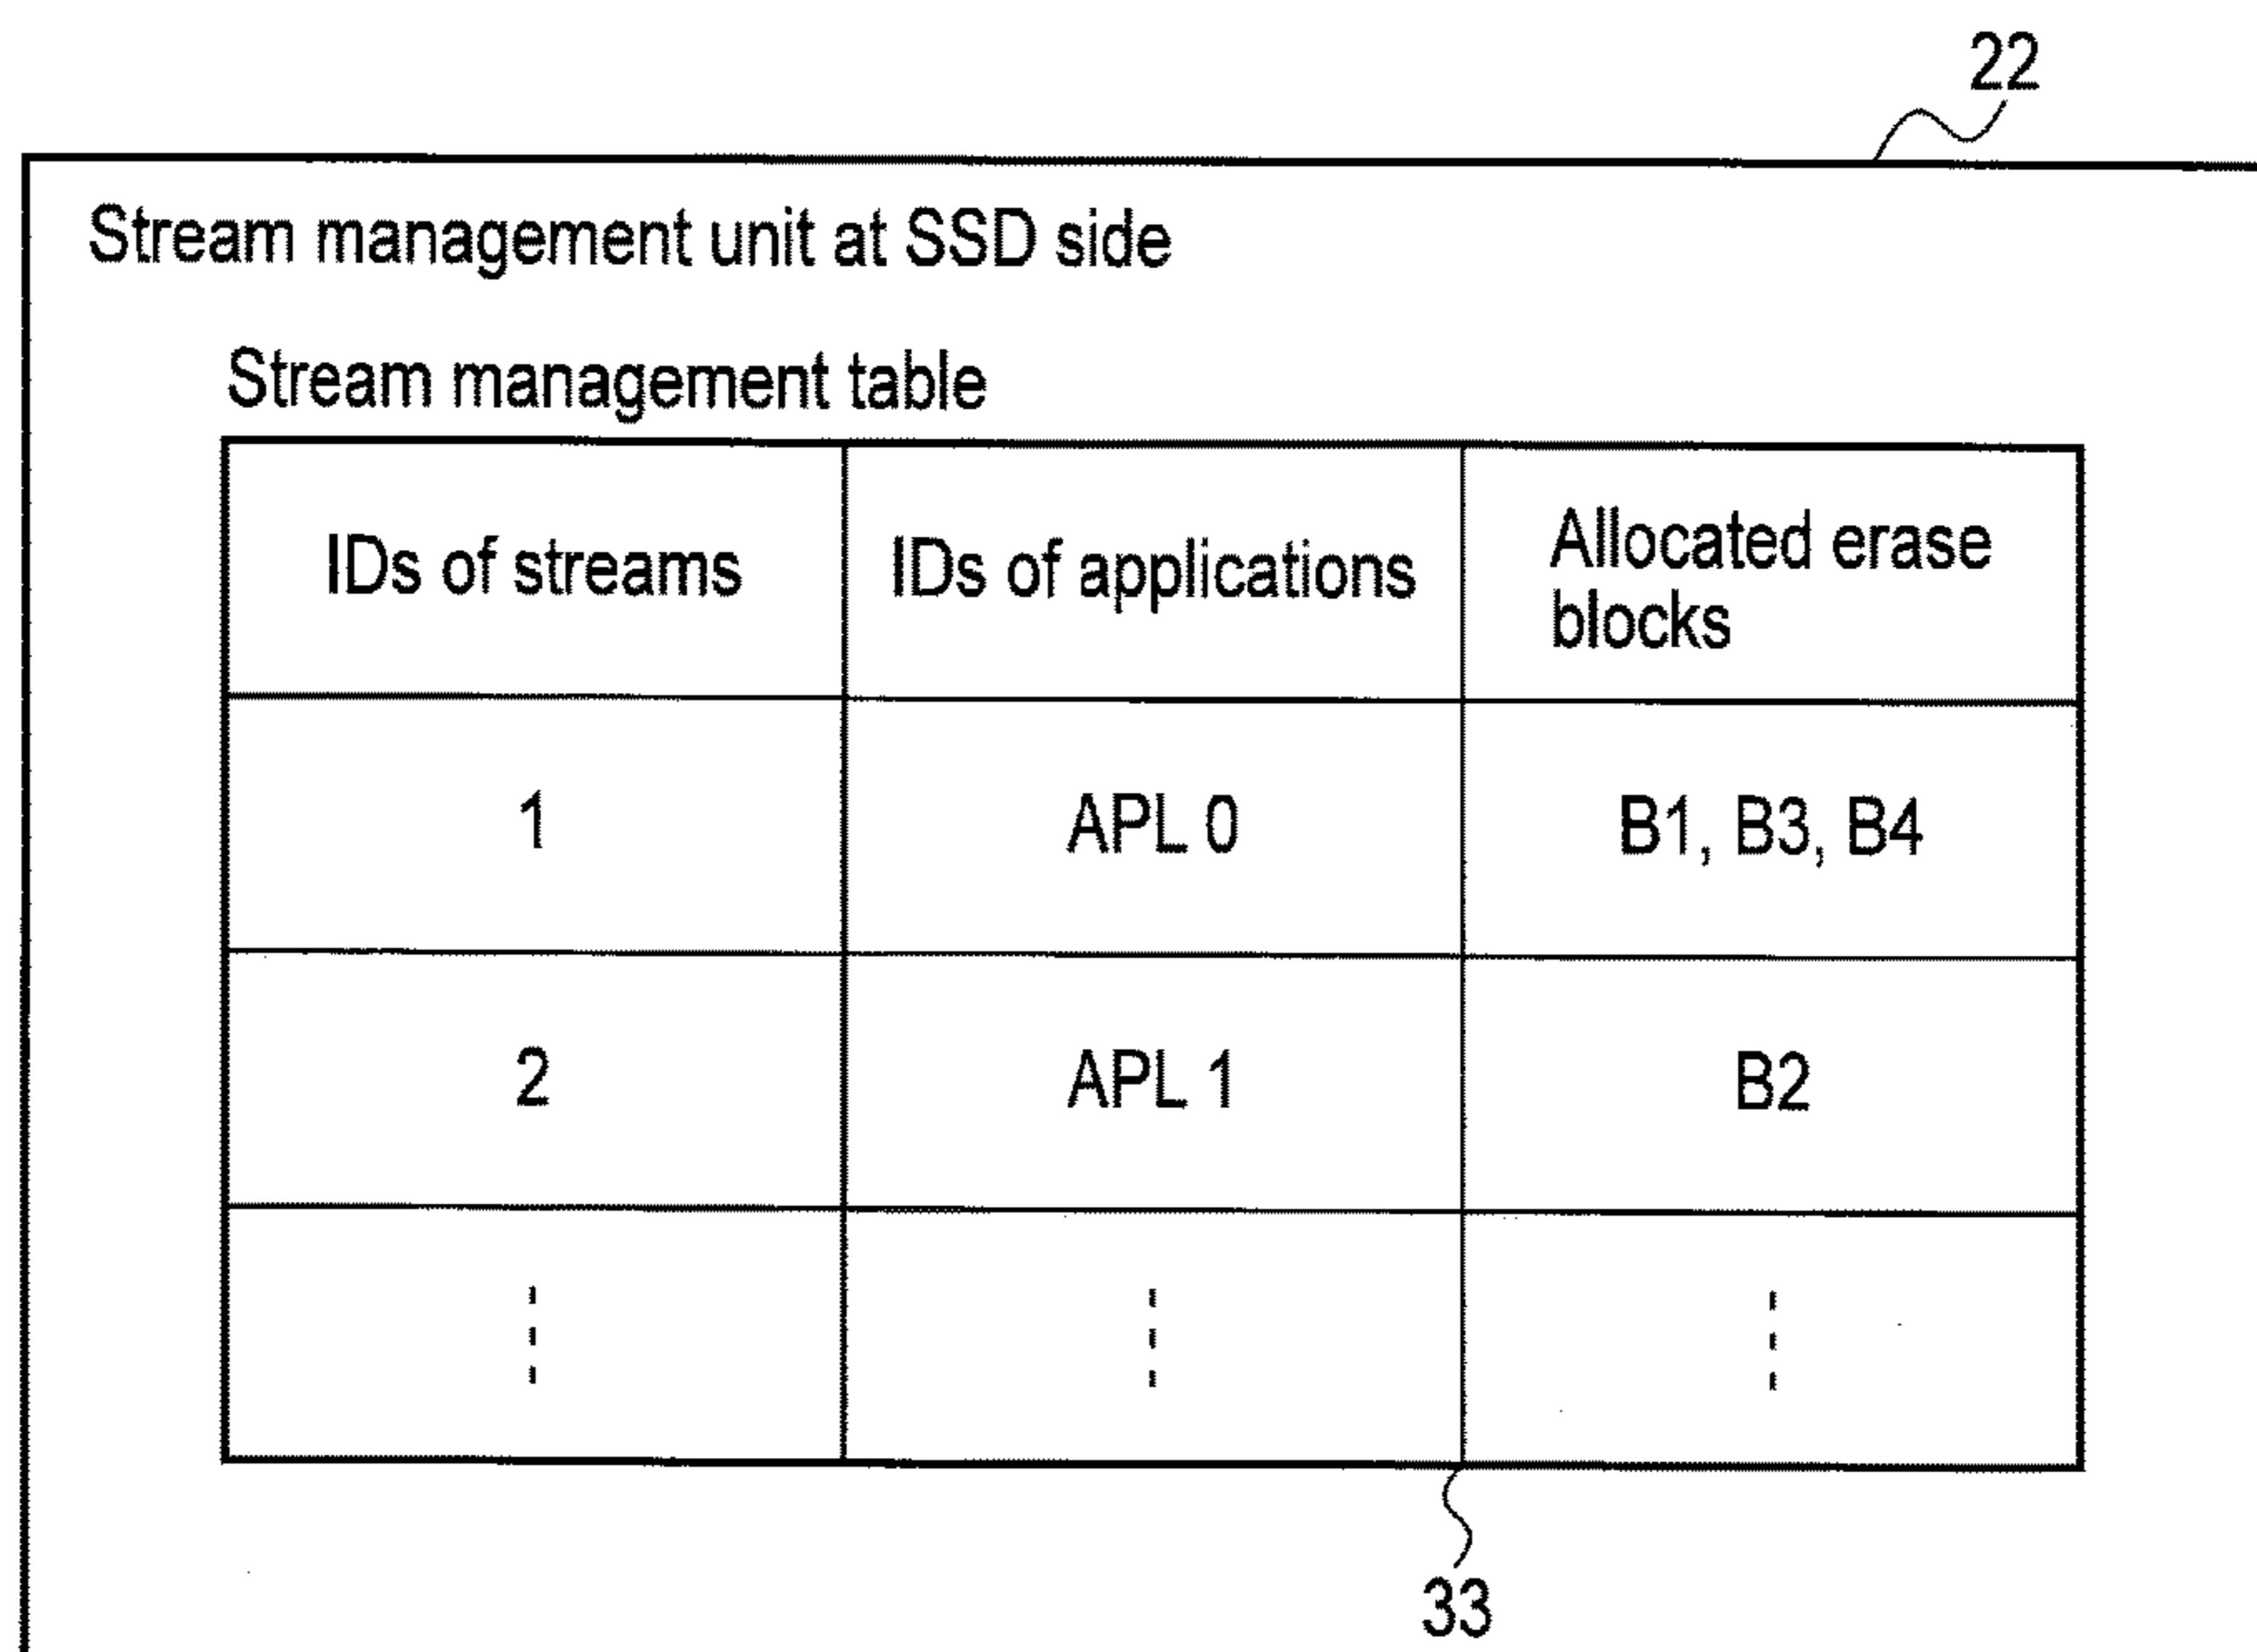 22
Stream management unit at SSD side
Stream management table
IDs of streams
IDs of applications
Allocated erase
blocks
1
APL 0
B1, B3, B4
2
APL 1
B2
33